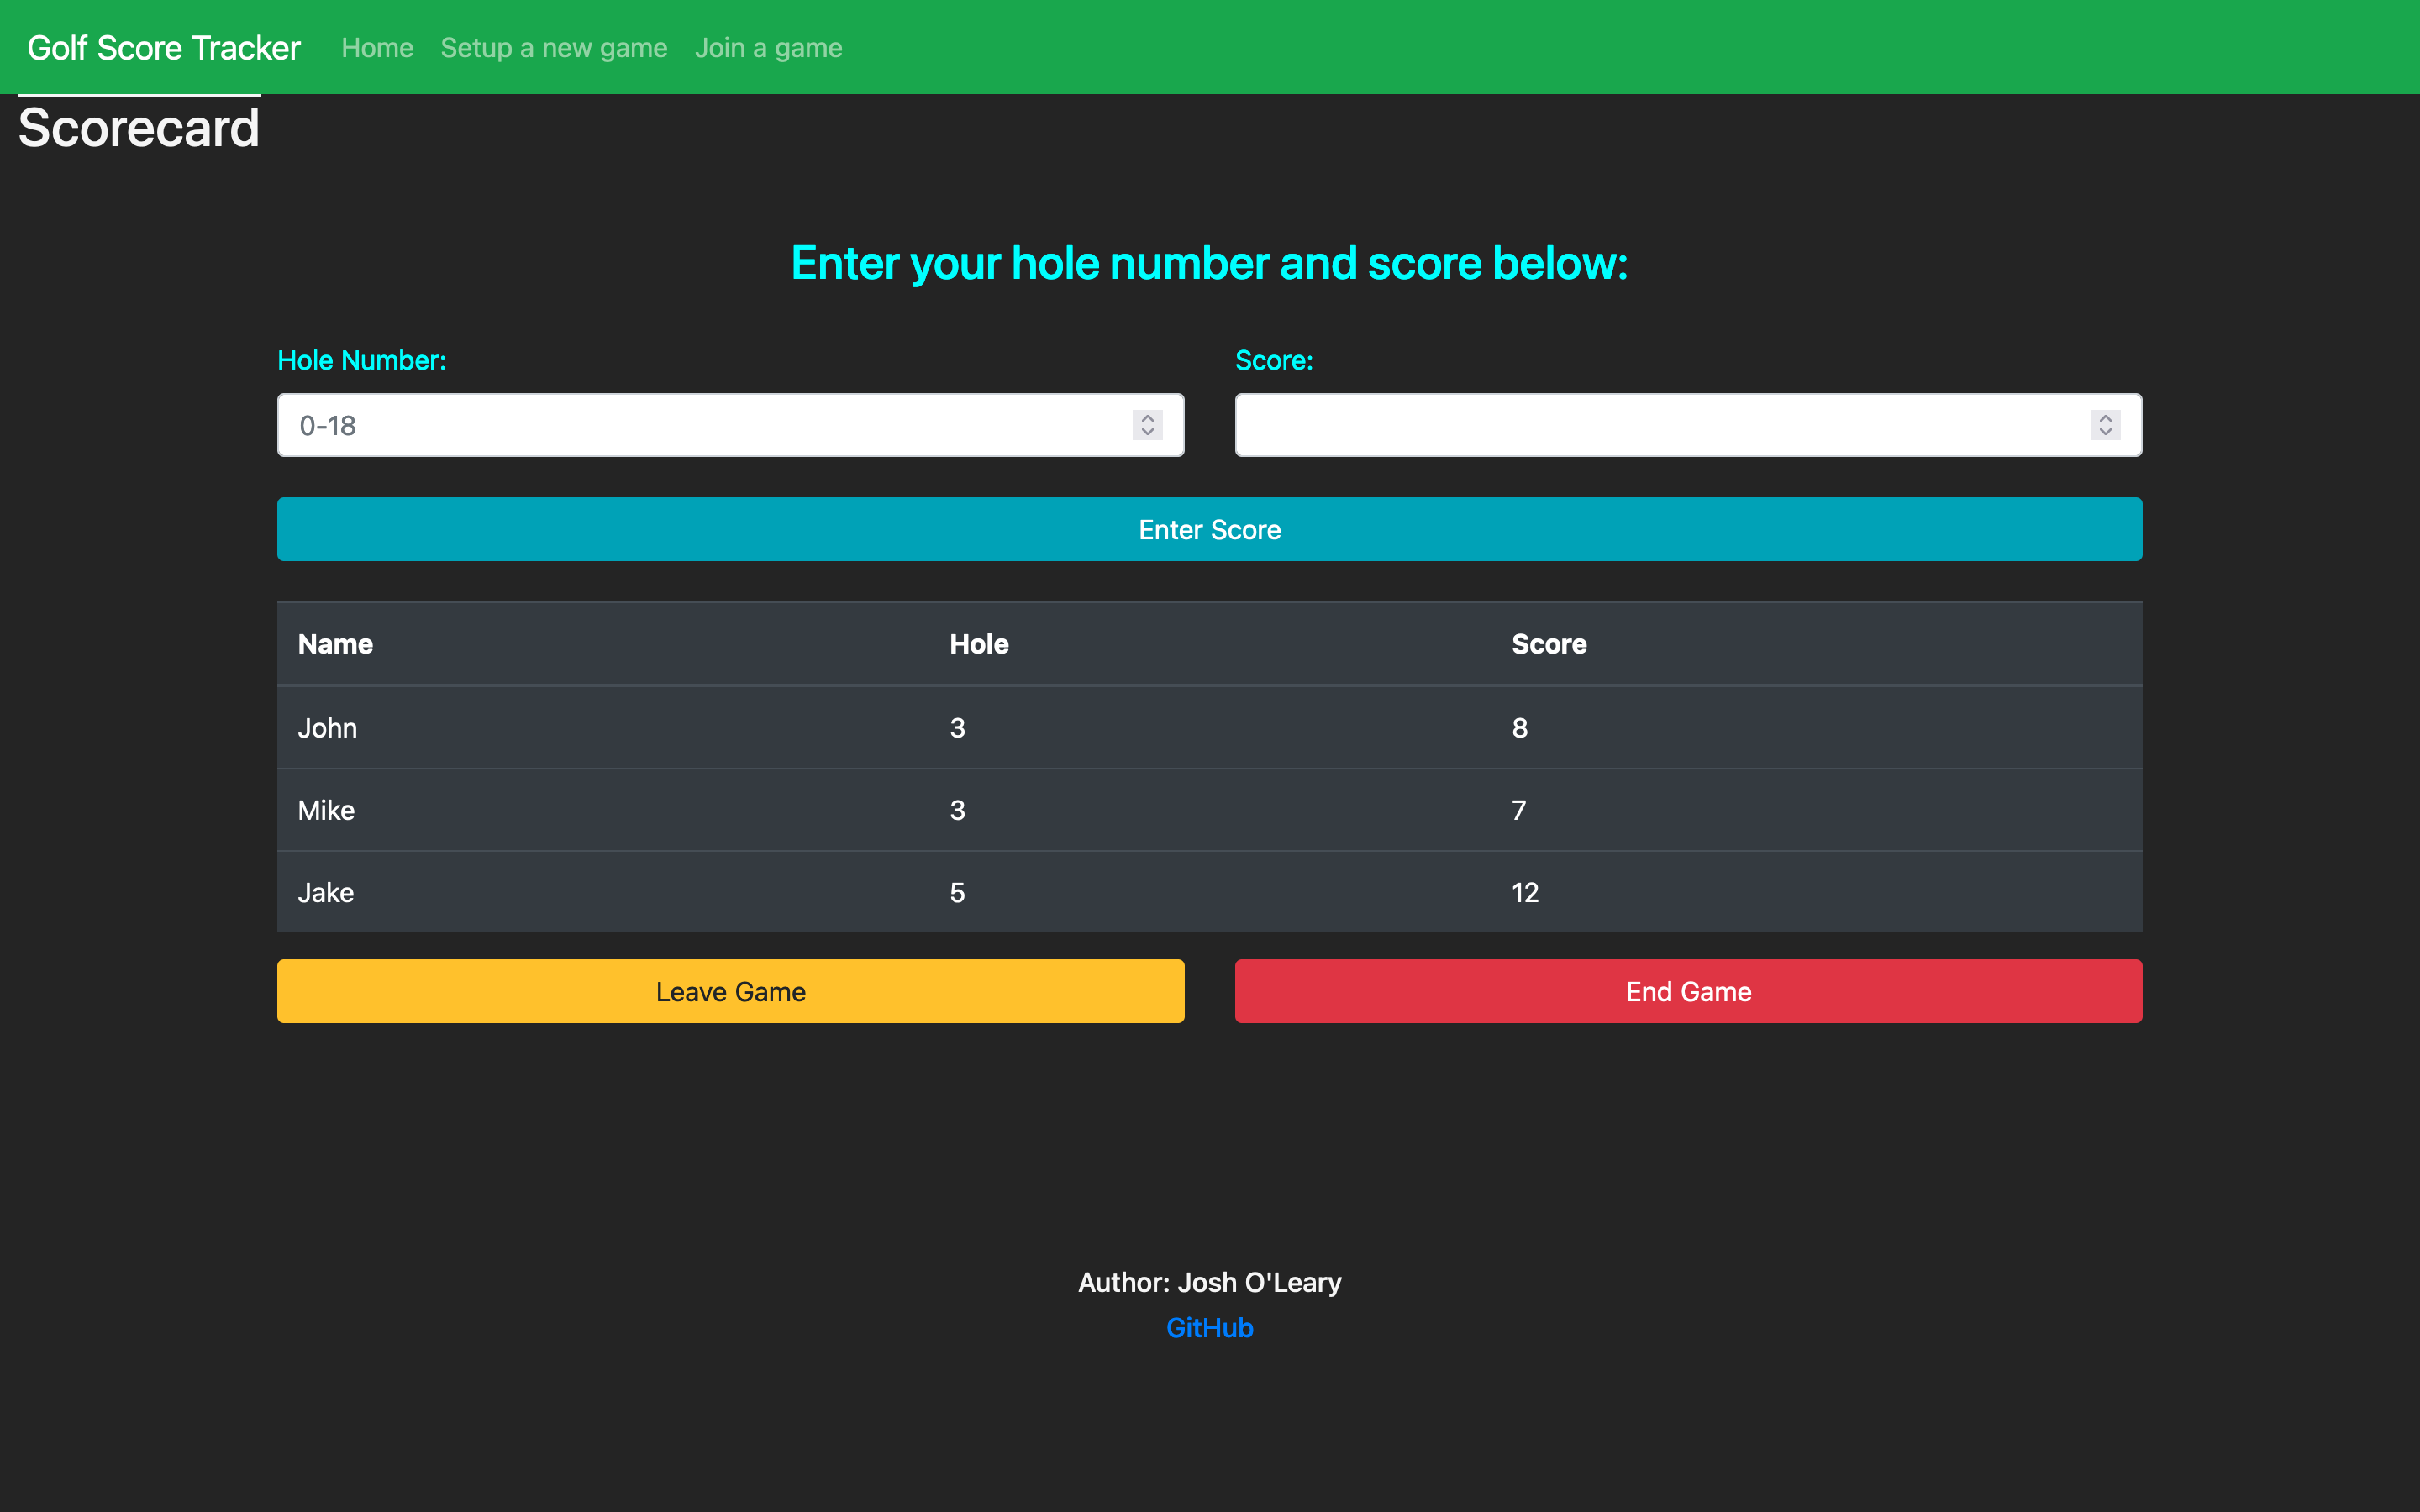 Golf Score Tracker Home Setup a new game Join a game
Scorecard
Enter your hole number and score below:
Hole Number: Score:
0-18
Enter Score
Name Hole Score
John 3 8
Mike 3 7
Jake 5 12
Leave Game End Game
Author: Josh O'Leary
GitHub